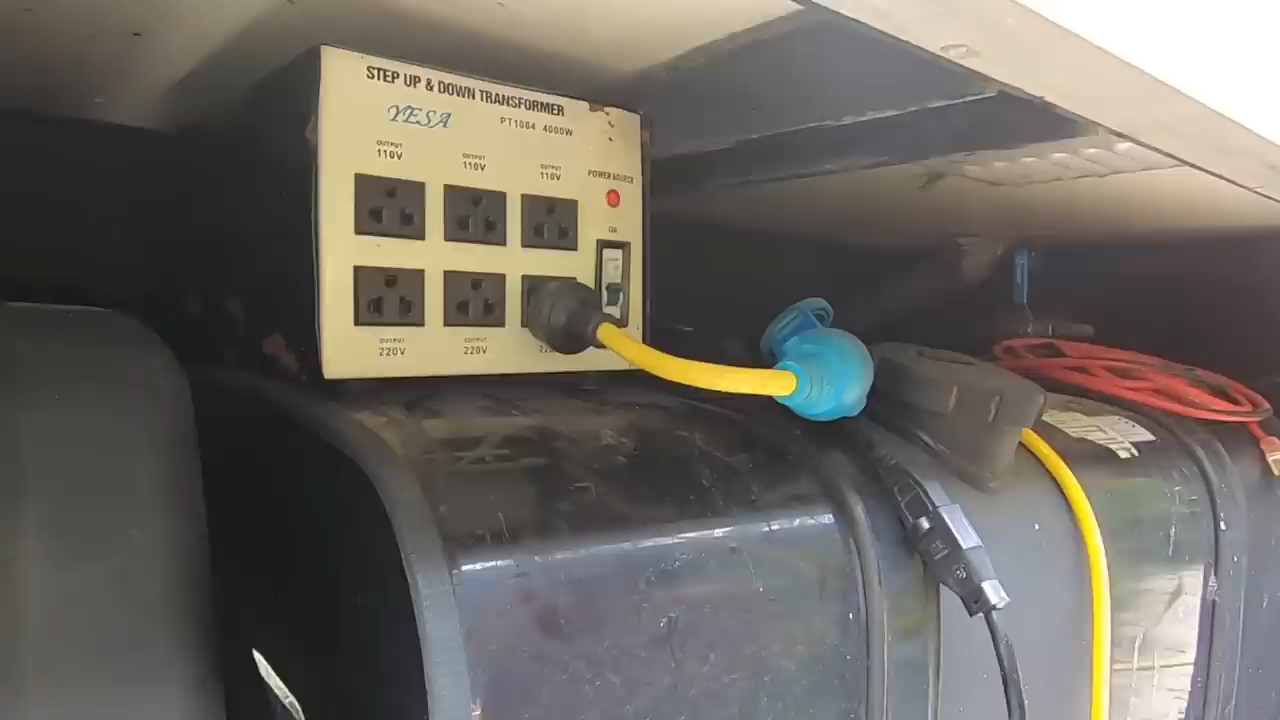 STEP UP & DOWN TRANSFORMER
YESA
PT1084 4000W
OUTPUT
110V
OUTPUT
110V
OUTPUT
110V
POWER SOURCE
OUTPUT
220V
OUTPUT
220V